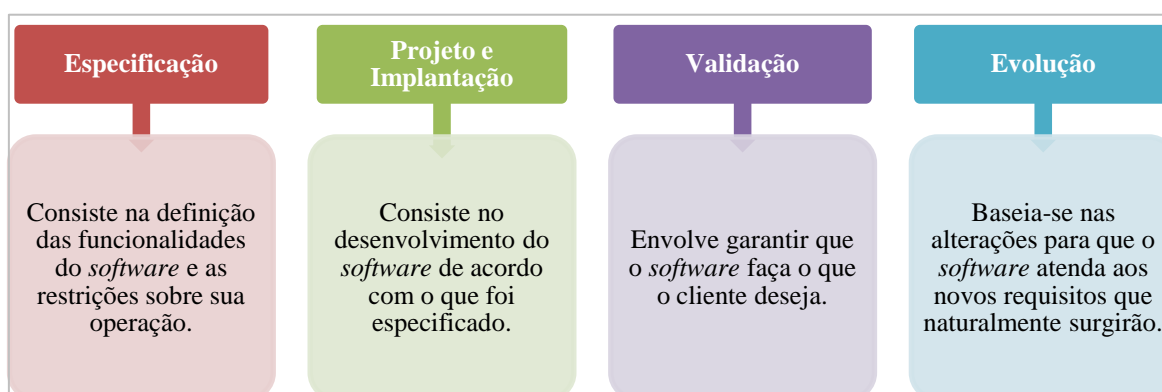 Especificação
Consiste na definição
das funcionalidades
do software e as
restrições sobre sua
operação.
Projeto e
Implantação
Consiste no
desenvolvimento do
software de acordo
com o que foi
especificado.
Validação
Envolve garantir que
o software faça o que
o cliente deseja.
Evolução
Baseia-se nas
alterações para que o
software atenda aos
novos requisitos que
naturalmente surgirão.